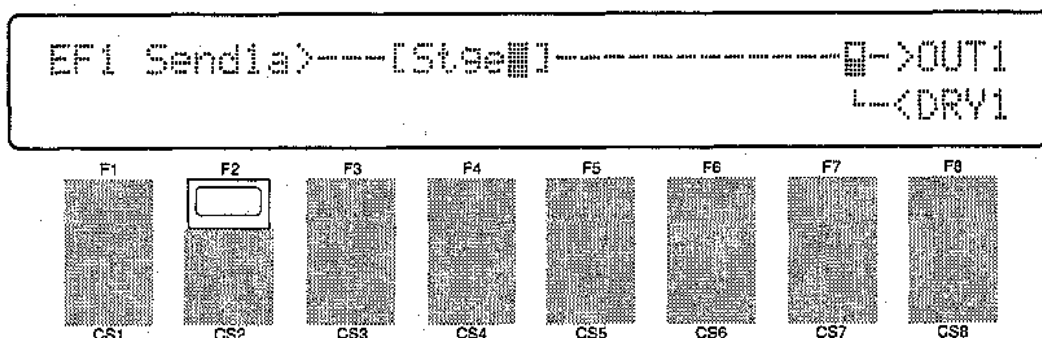 EF1 Send1a>----[Stge ]-------------------->OUT1
<DRY1
F1 F2 F3 F4 F5 F6 F7 F8
CS1 CS2 CS3 CS4 CS5 CS6 CS7 CS8